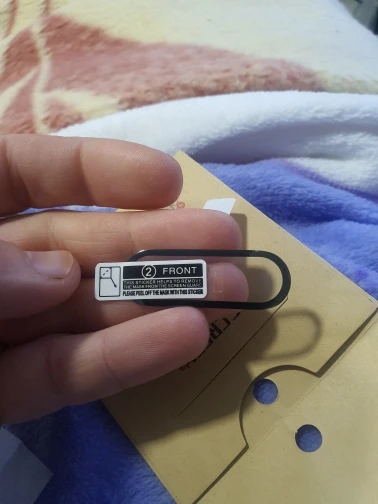 ② FRONT
THIS STICKER HELPS TO REMOVE
THE MASK FROM THE SCREEN GUARD.
PLEASE PEEL OFF THE MASK WITH THIS STICKER.